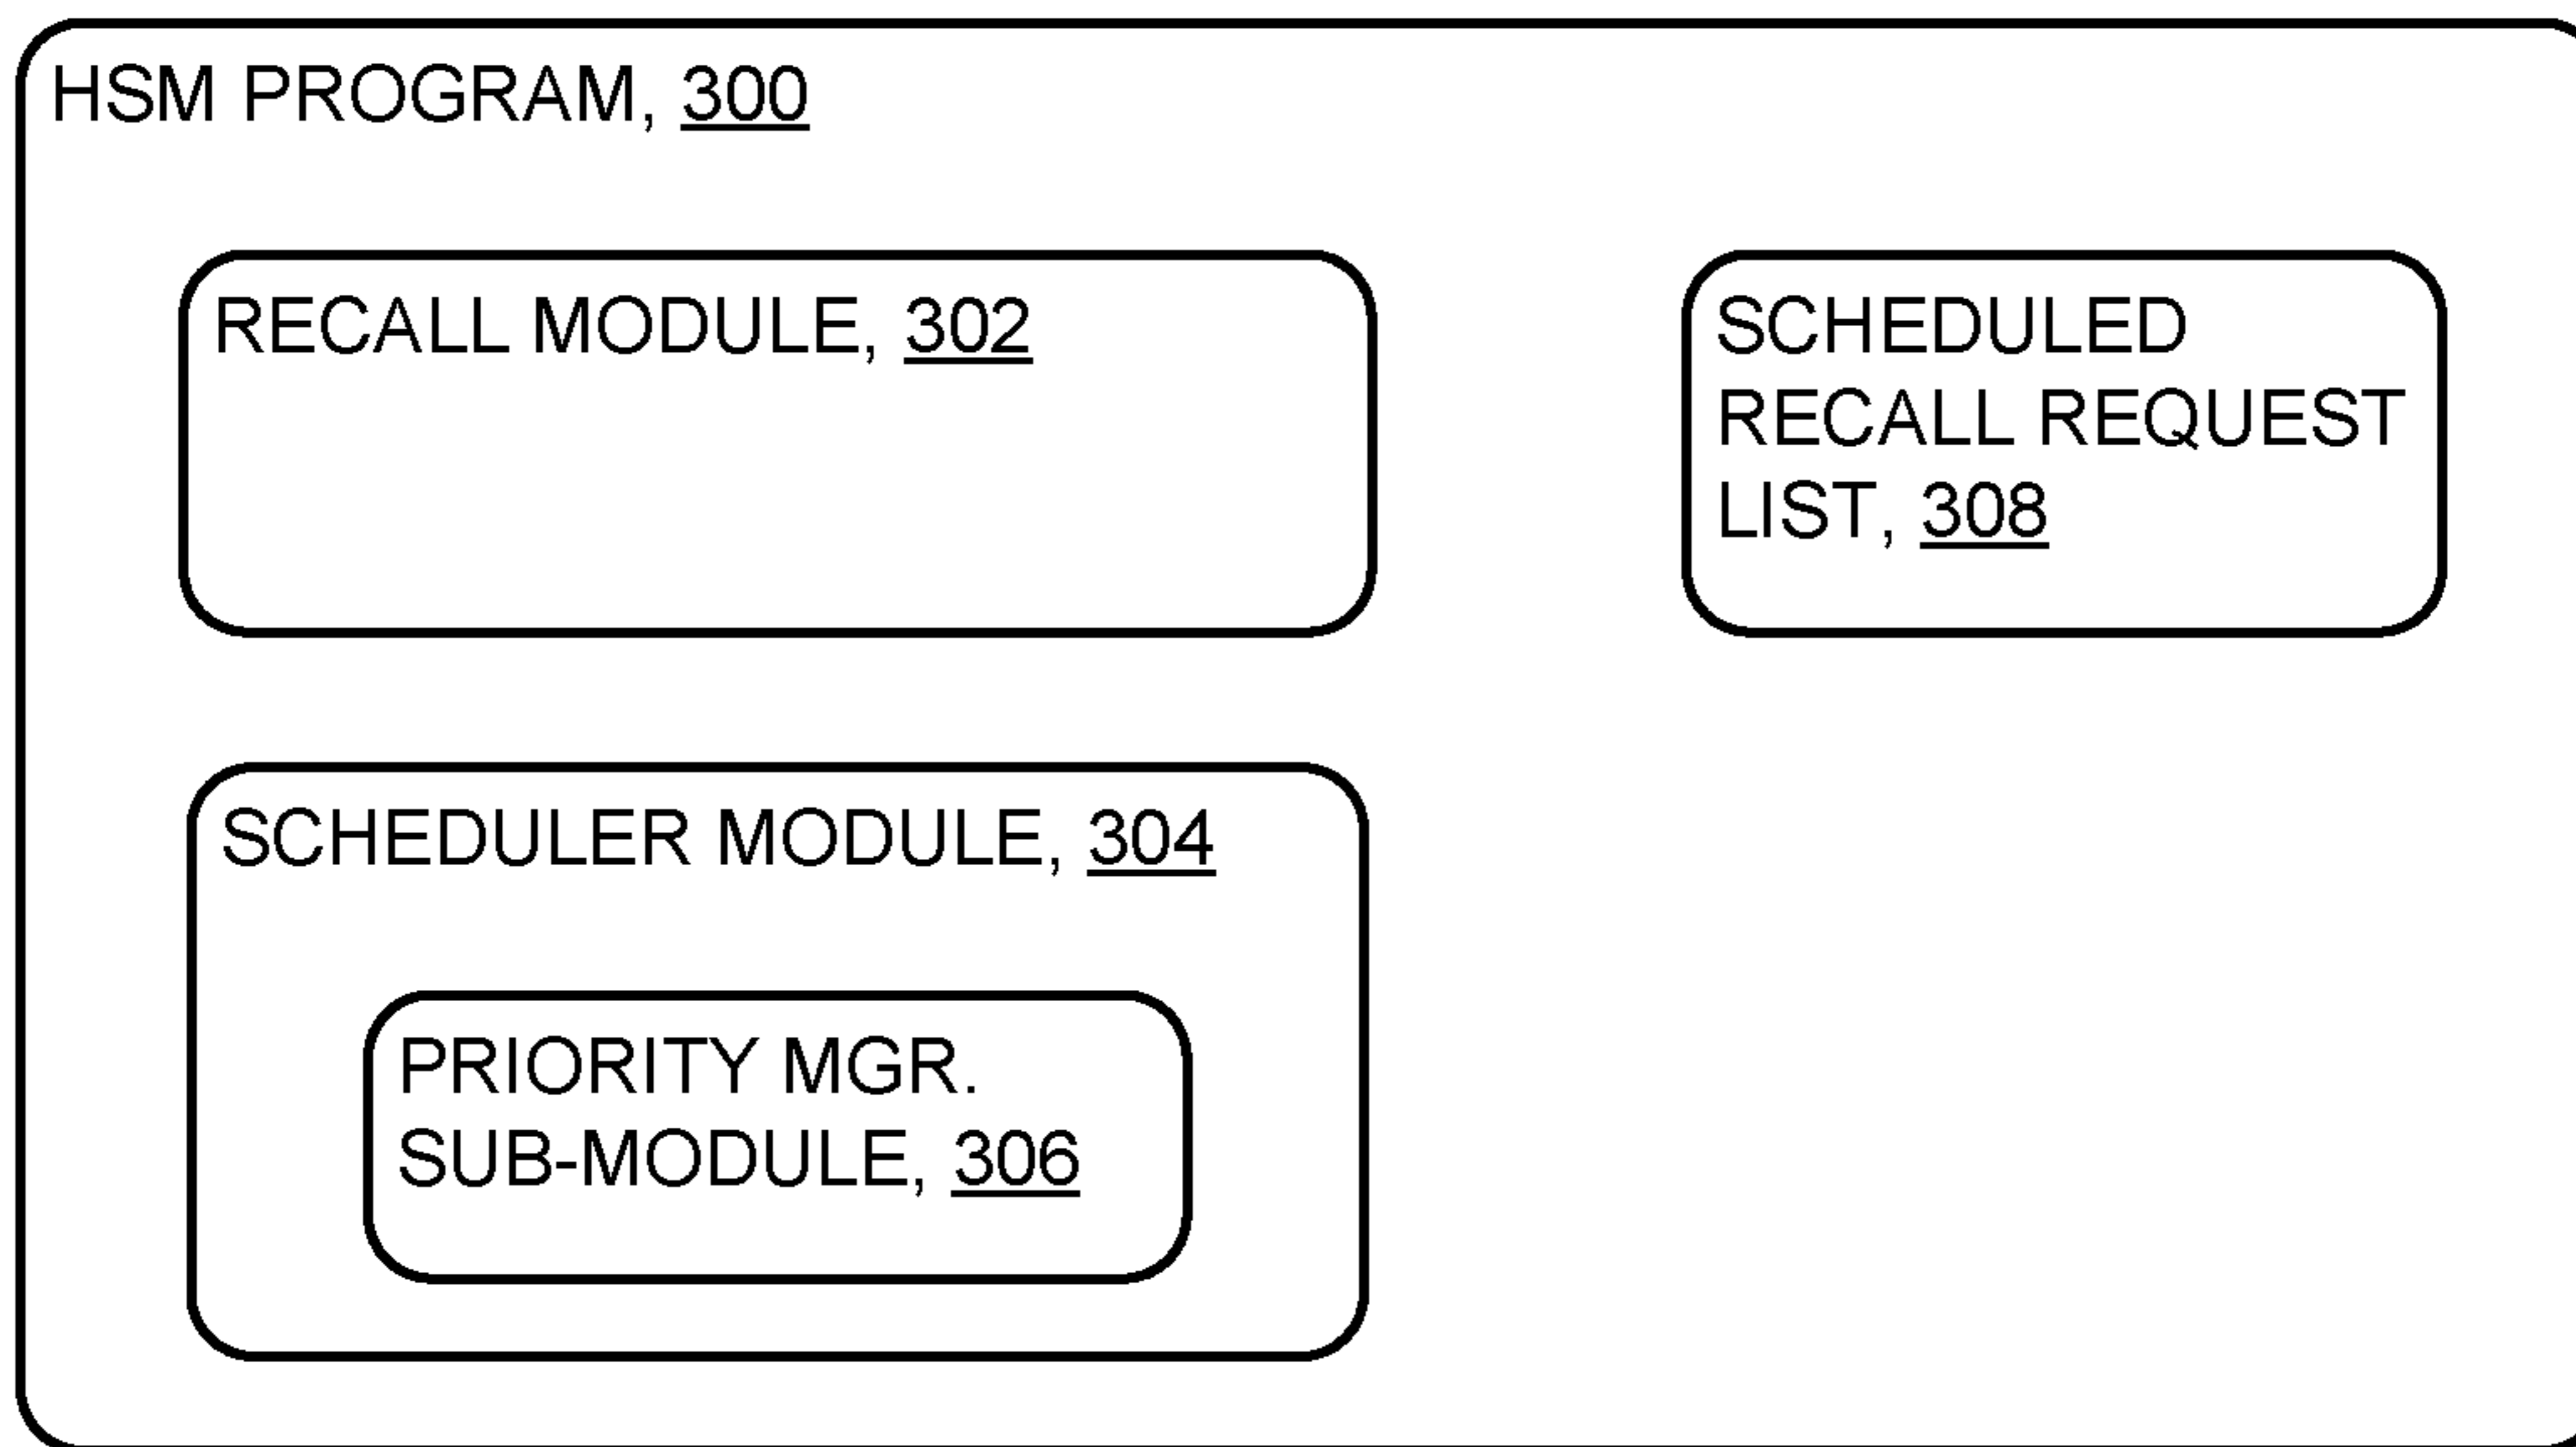 HSM PROGRAM, 300
RECALL MODULE, 302
SCHEDULED
RECALL REQUEST
LIST, 308
SCHEDULER MODULE, 304
PRIORITY MGR.
SUB-MODULE, 306